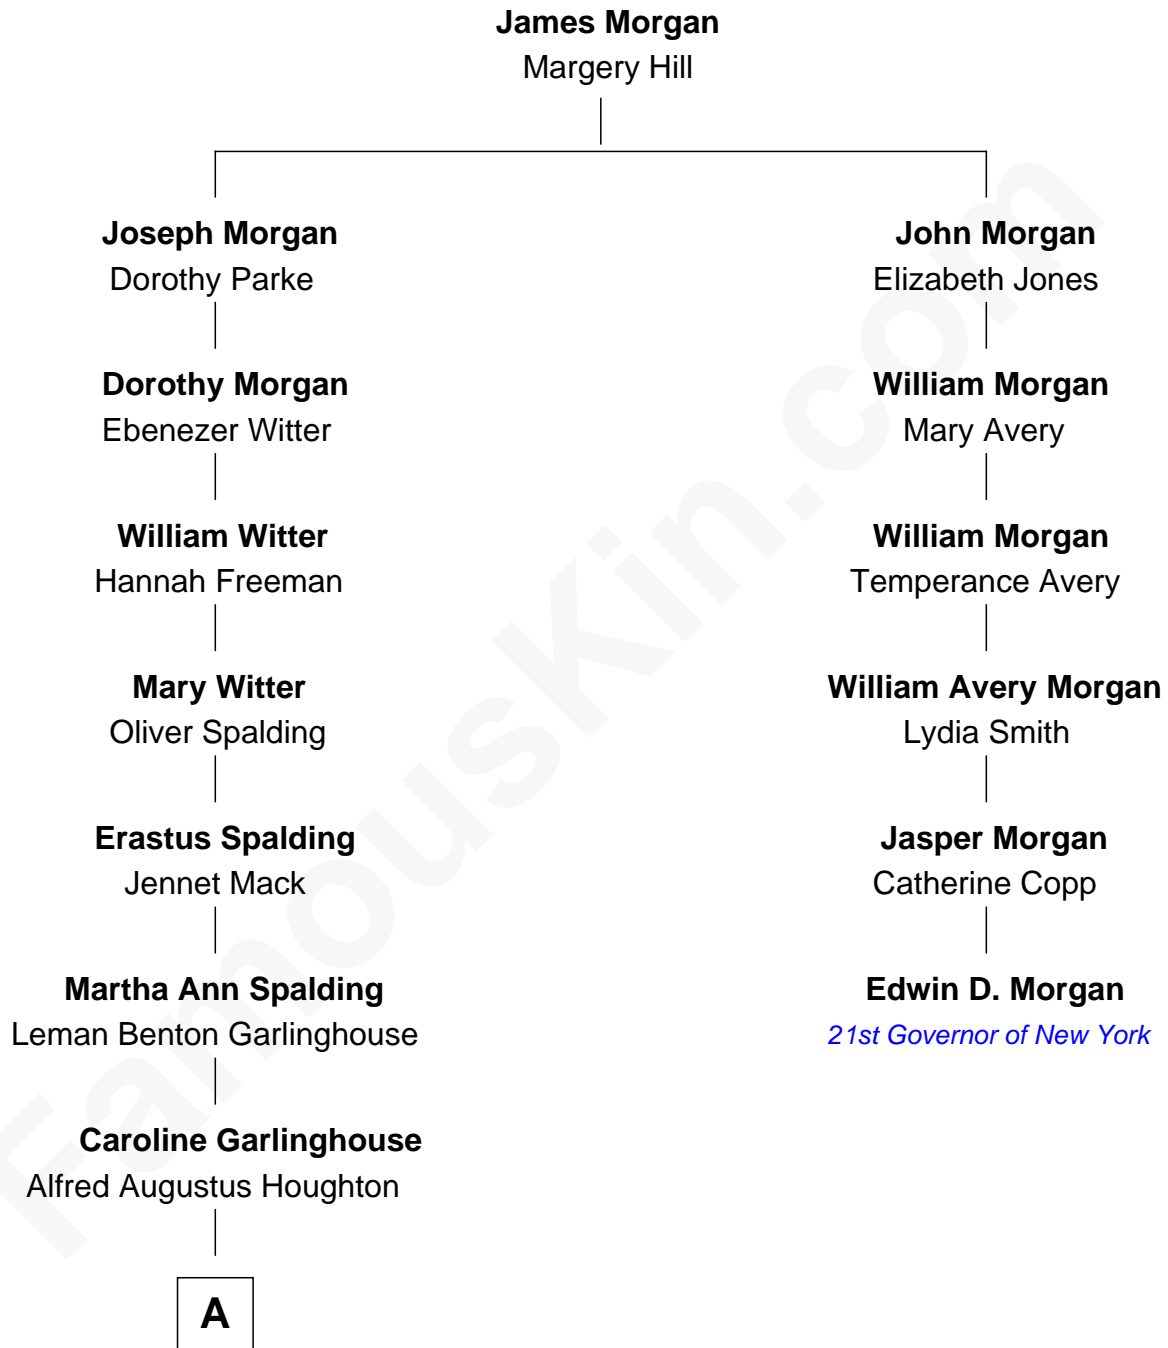 James Morgan
Margery Hill
Joseph Morgan
Dorothy Parke
John Morgan
Elizabeth Jones
Dorothy Morgan
Ebenezer Witter
William Morgan
Mary Avery
William Witter
Hannah Freeman
William Morgan
Temperance Avery
Mary Witter
Oliver Spalding
William Avery Morgan
Lydia Smith
Erastus Spalding
Jennet Mack
Jasper Morgan
Catherine Copp
Martha Ann Spalding
Leman Benton Garlinghouse
Edwin D. Morgan
21st Governor of New York
Caroline Garlinghouse
Alfred Augustus Houghton
A
FamousKin.com